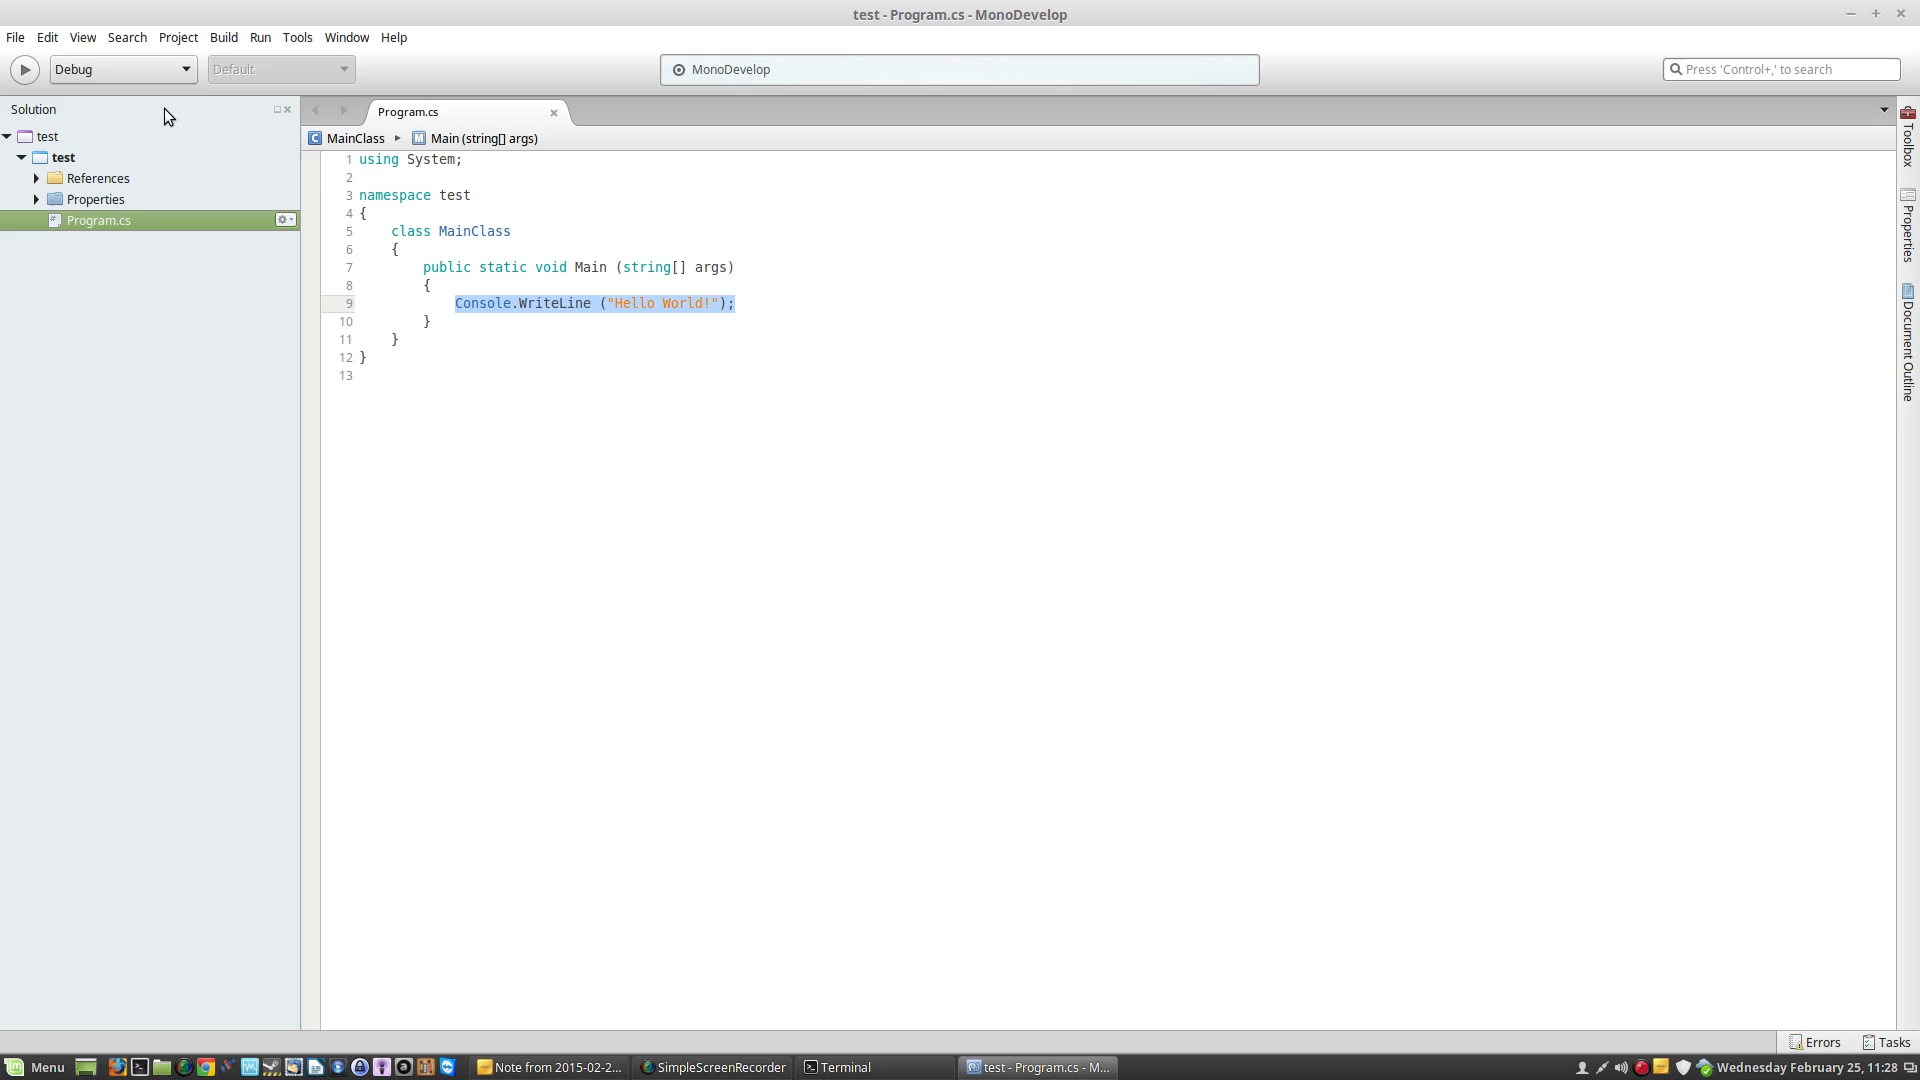 test - Program.cs - MonoDevelop
File Edit View Search Project Build Run Tools Window Help
Debug Default MonoDevelop Press 'Control+,' to search
Solution
Program.cs
test
MainClass Main (string[] args)
test
References
Properties
Program.cs
1 using System;
2
3 namespace test
4 {
5 class MainClass
6 {
7 public static void Main (string[] args)
8 {
9 Console.WriteLine ("Hello World!");
10 }
11 }
12 }
13
Toolbox
Properties
Document Outline
Errors Tasks
Menu Note from 2015-02-2... SimpleScreenRecorder Terminal test - Program.cs - M... Wednesday February 25, 11:28